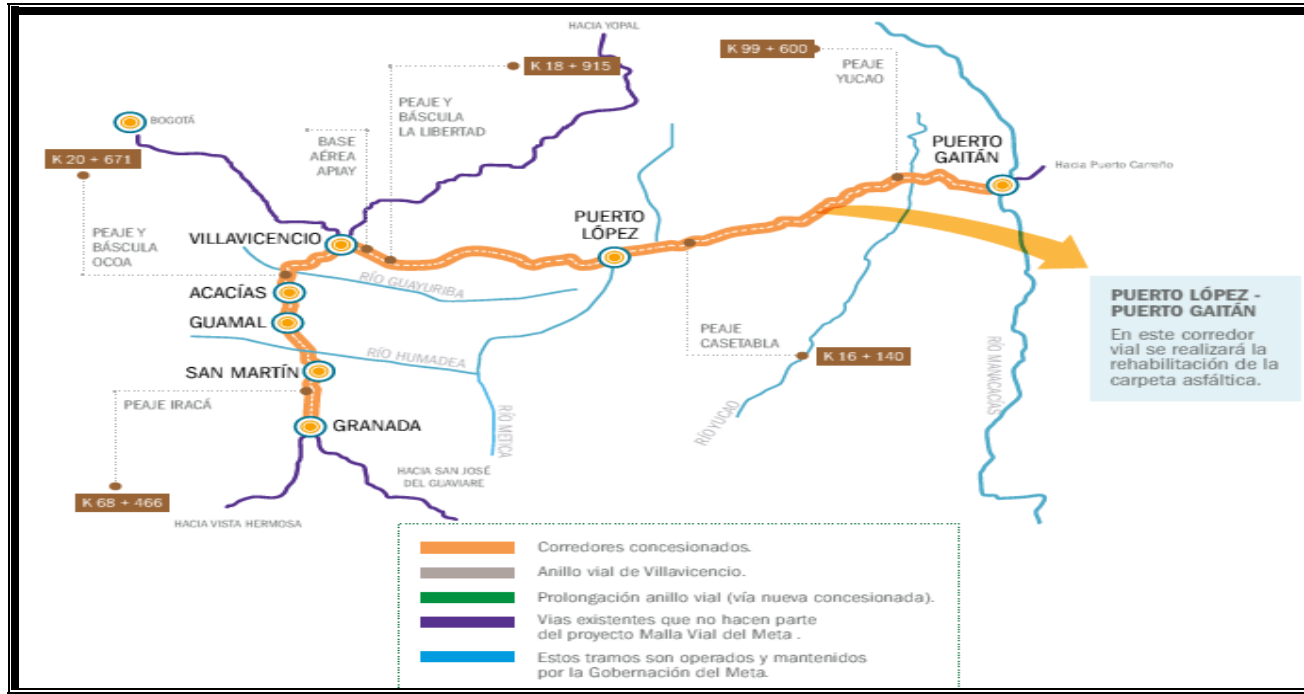 HACIA YOPAL
K 99 + 600
K 18 + 915
PEAJE
YUCAO
PEAJE Y
BÁSCULA
LA LIBERTAD
BOGOTÁ
BASE
AÉREA
APIAY
K 20 + 671
PUERTO
GAITÁN
Hacia Puerto Carreño
PUERTO
LÓPEZ
PEAJE Y
BÁSCULA
OCOA
VILLAVICENCIO
RÍO GUAYURIBA
ACACÍAS
GUAMAL
PEAJE
CASETABLA
K 16 + 140
RÍO HUMADEA
SAN MARTÍN
PEAJE IRACÁ
RÍO METICA
RÍO YUCAO
RÍO MANACACÍAS
GRANADA
PUERTO LÓPEZ -
PUERTO GAITÁN
En este corredor
vial se realizará la
rehabilitación de la
carpeta asfáltica.
HACIA SAN JOSÉ
DEL GUAVIARE
K 68 + 466
HACIA VISTA HERMOSA
Corredores concesionados.
Anillo vial de Villavicencio.
Prolongación anillo vial (vía nueva concesionada).
Vias existentes que no hacen parte
del proyecto Malla Vial del Meta .
Estos tramos son operados y mantenidos
por la Gobernación del Meta.